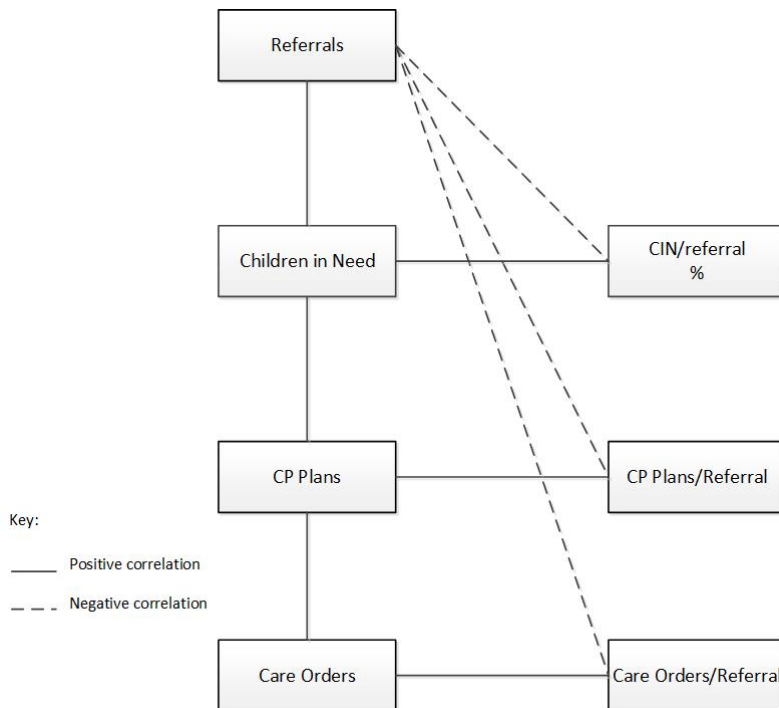 Referrals
Children in Need
CIN/referral
%
CP Plans
CP Plans/Referral
Key:
Positive correlation
Negative correlation
Care Orders
Care Orders/Referral